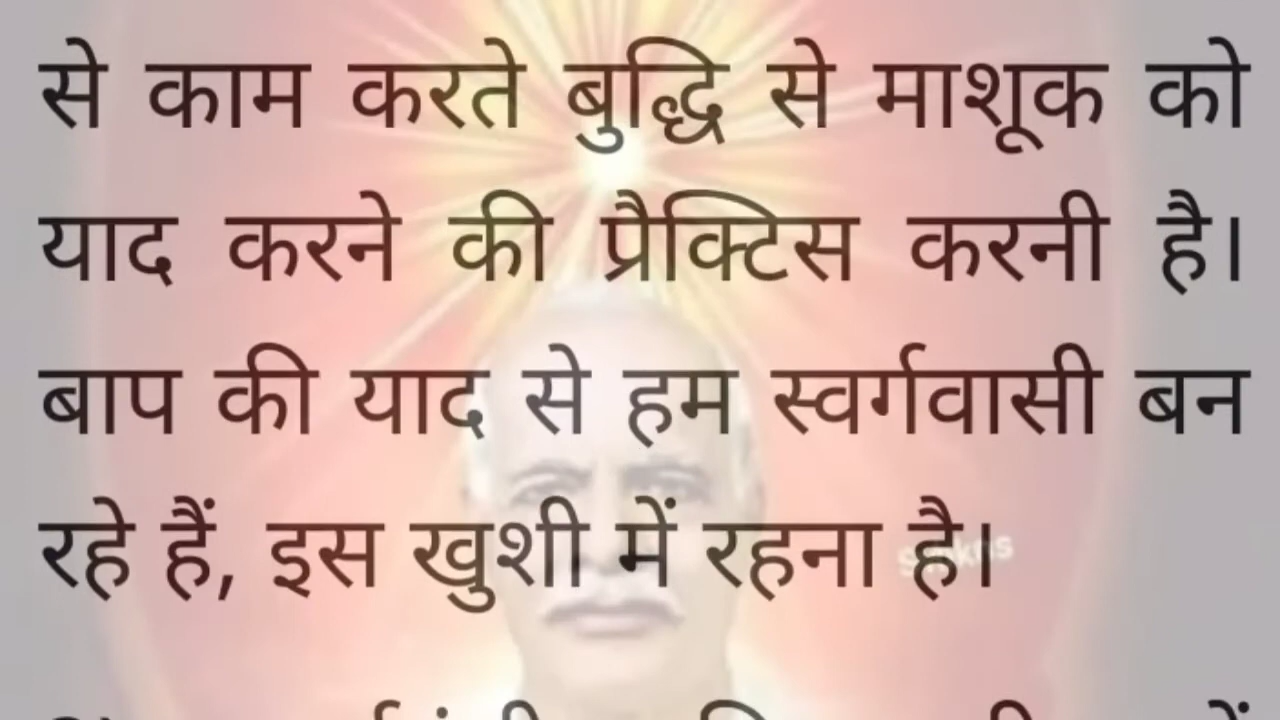 से काम करते बुद्धि से माशूक को
याद करने की प्रैक्टिस करनी है।
बाप की याद से हम स्वर्गवासी बन
रहे हैं, इस खुशी में रहना है।